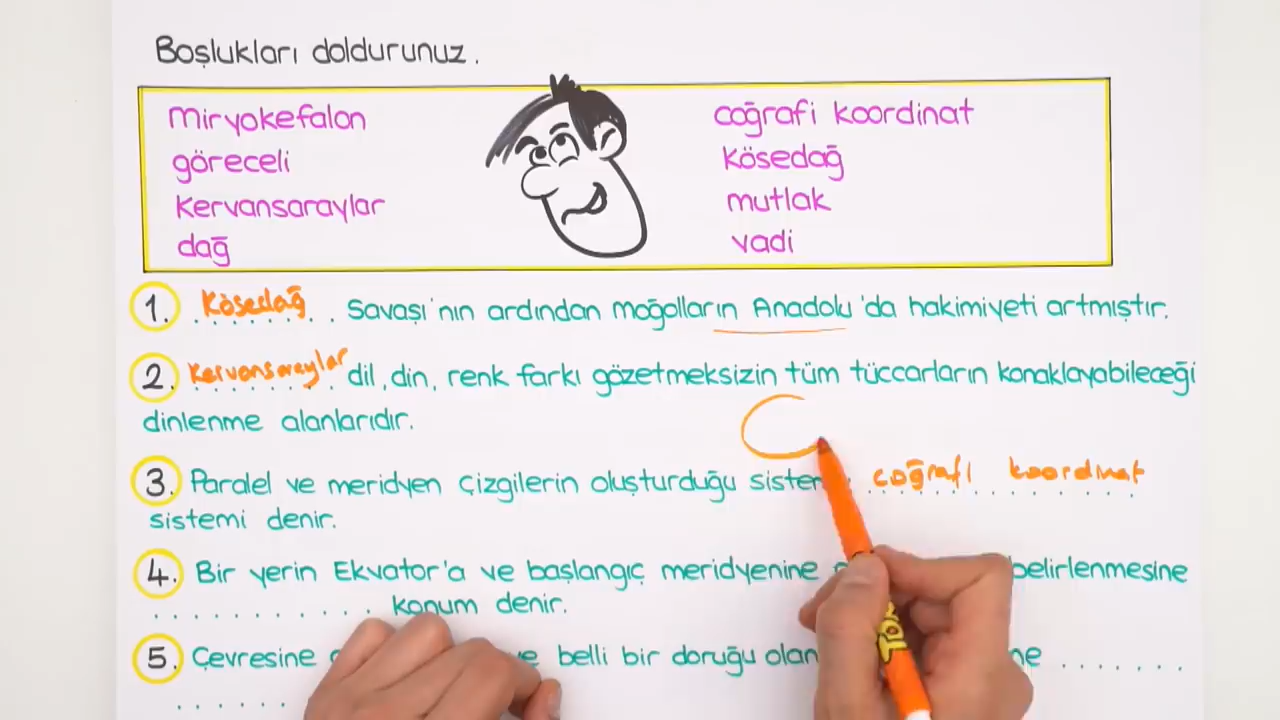 Boşlukları doldurunuz.
Miryokefalon
göreceli
Kervansaraylar
dağ
coğrafi koordinat
Kösedağ
mutlak
vadi
1. Kösedağ Savaşı'nın ardından moğolların Anadolu'da hakimiyeti artmıştır.
2. Kervansaraylar dil, din, renk farkı gözetmeksizin tüm tüccarların konaklayabileceği
dinlenme alanlarıdır.
3. Paralel ve meridyen çizgilerin oluşturduğu coğrafi koordinat
sistemi denir.
4. Bir yerin Ekvator'a ve başlangıç meridyenine belirlenmesine
............ konum denir.
5. Çevresine belli bir doruğu olan .......
......